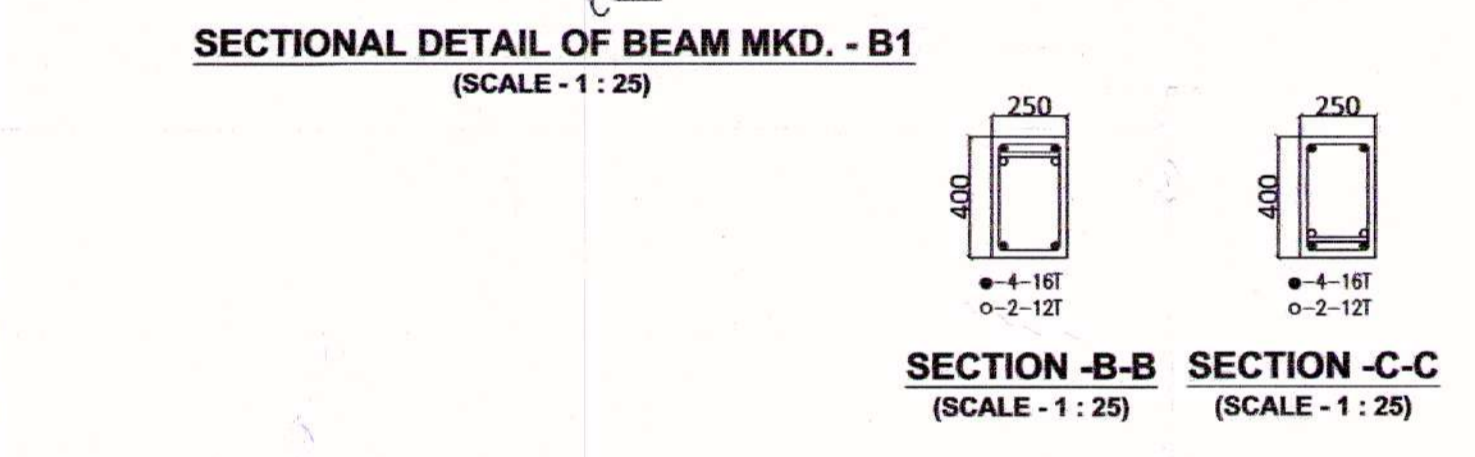 SECTIONAL DETAIL OF BEAM MKD. - B1
(SCALE - 1 : 25)
250
400
●-4-16T
○-2-12T
SECTION -B-B
(SCALE - 1 : 25)
250
400
●-4-16T
○-2-12T
SECTION -C-C
(SCALE - 1 : 25)